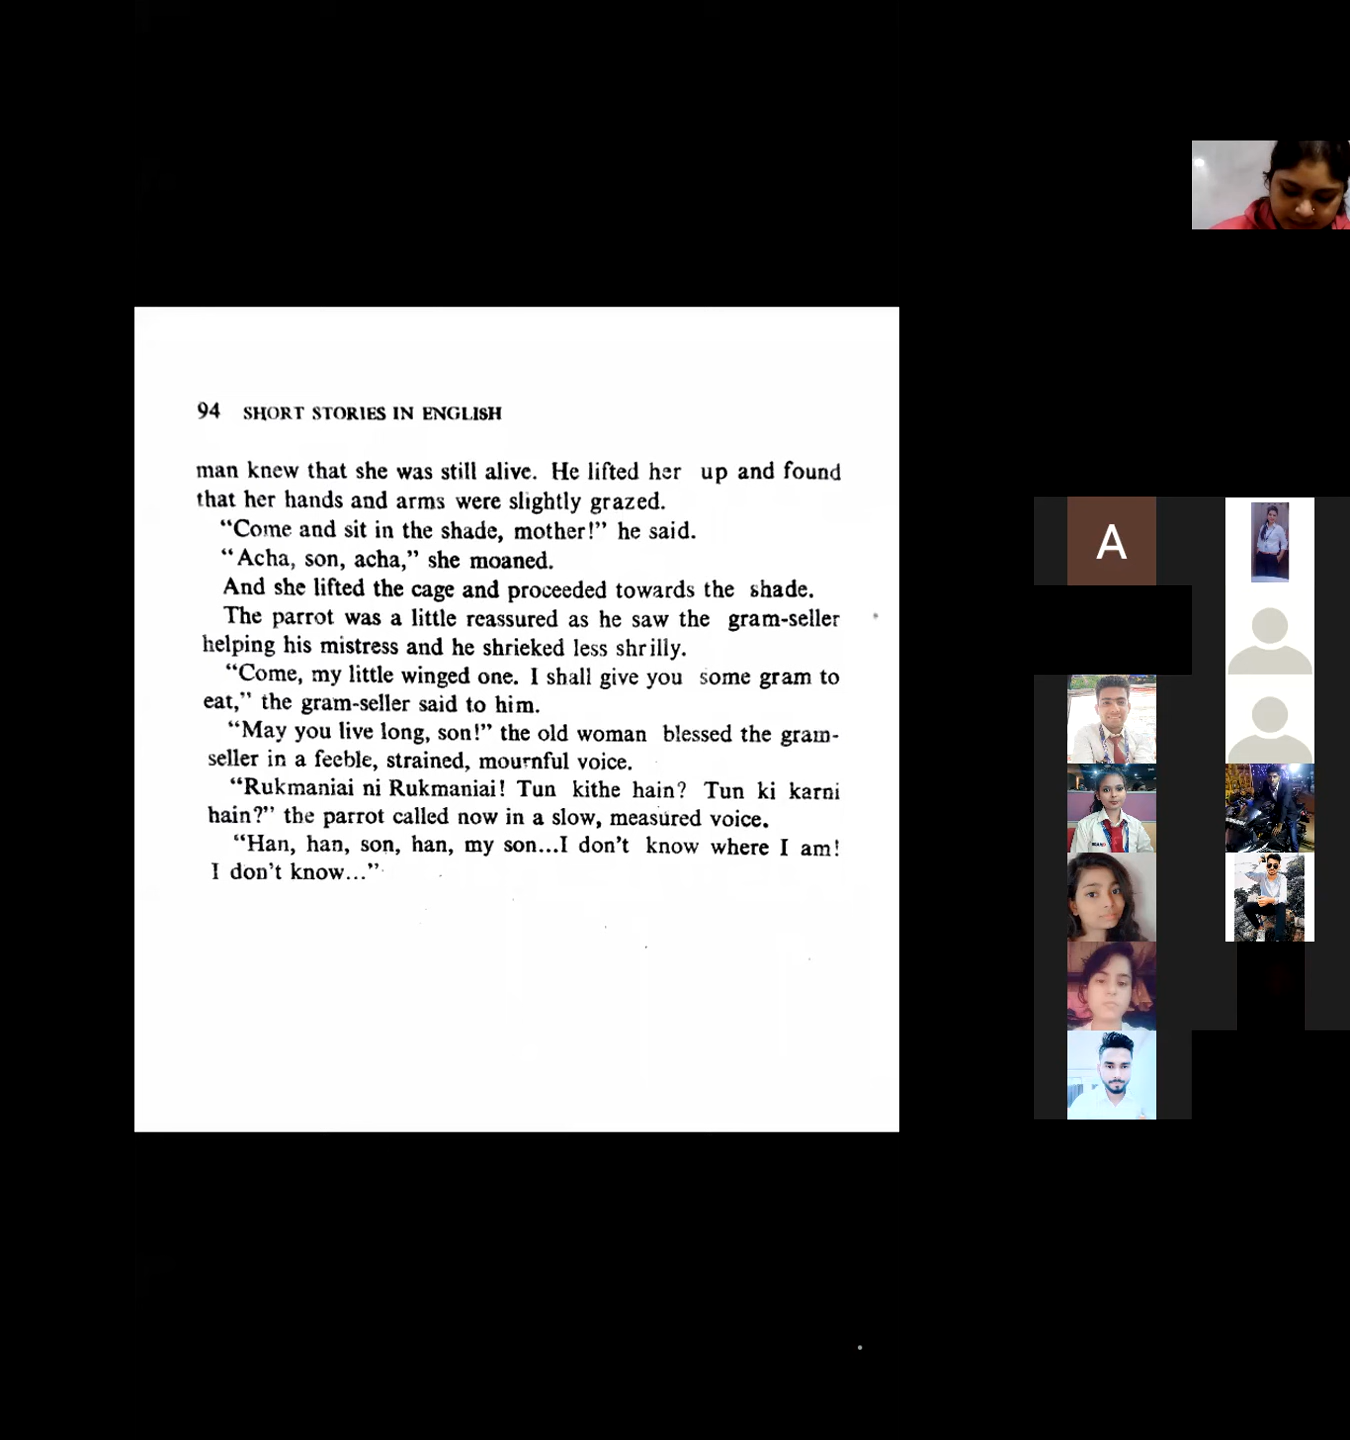 94 SHORT STORIES IN ENGLISH
man knew that she was still alive. He lifted her up and found
that her hands and arms were slightly grazed.
“Come and sit in the shade, mother!” he said.
“Acha, son, acha,” she moaned.
And she lifted the cage and proceeded towards the shade.
The parrot was a little reassured as he saw the gram-seller
helping his mistress and he shrieked less shrilly.
“Come, my little winged one. I shall give you some gram to
eat,” the gram-seller said to him.
“May you live long, son!” the old woman blessed the gram-
seller in a feeble, strained, mournful voice.
“Rukmaniai ni Rukmaniai! Tun kithe hain? Tun ki karni
hain?” the parrot called now in a slow, measured voice.
“Han, han, son, han, my son...I don’t know where I am!
I don’t know...”
A